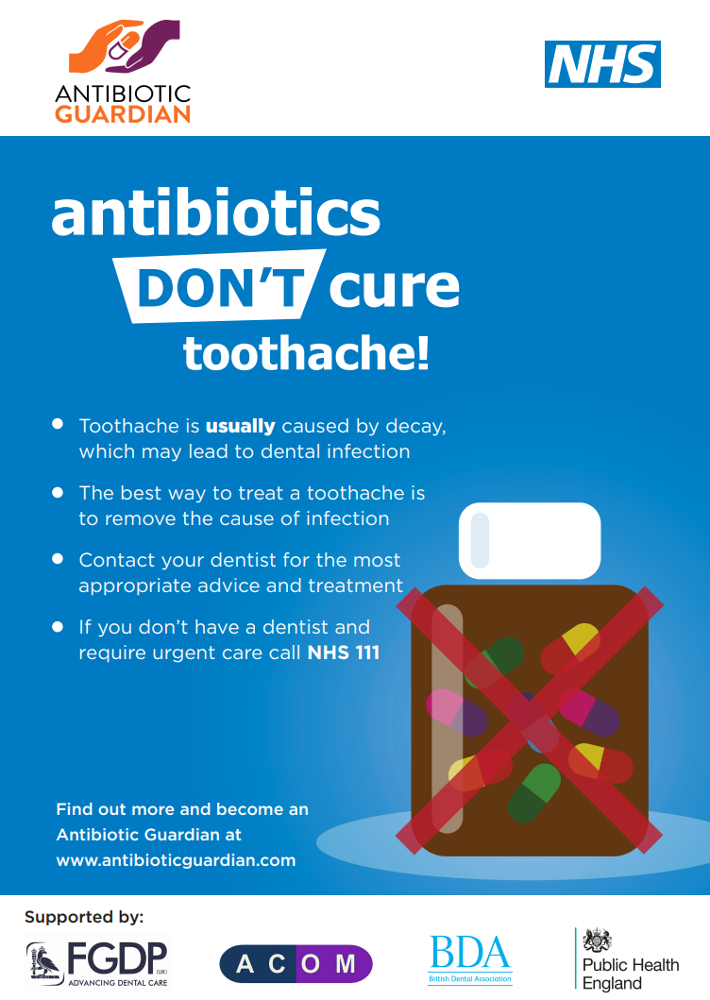 ANTIBIOTIC
GUARDIAN
NHS
antibiotics
DON'T cure
toothache!
Toothache is usually caused by decay,
which may lead to dental infection
The best way to treat a toothache is
to remove the cause of infection
Contact your dentist for the most
appropriate advice and treatment
If you don't have a dentist and
require urgent care call NHS 111
Find out more and become an
Antibiotic Guardian at
www.antibioticguardian.com
Supported by:
FGDP (UK)
ADVANCING DENTAL CARE
ACOM
BDA
British Dental Association
Public Health
England